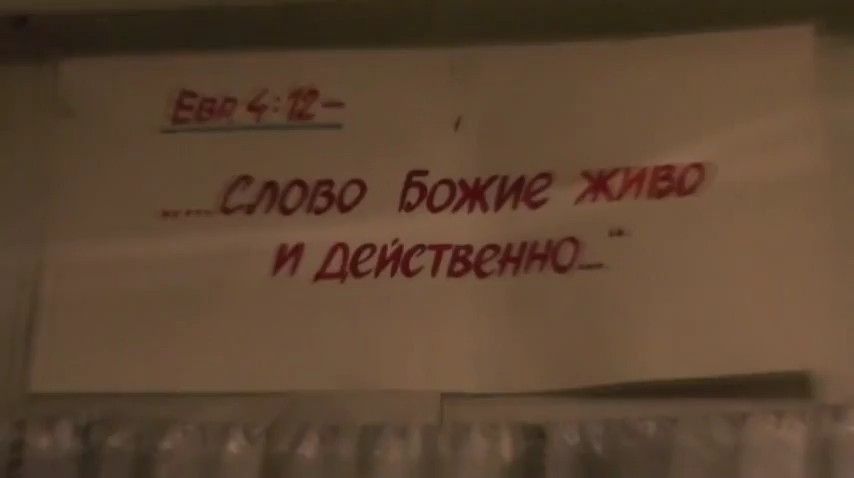 Евр 4:12–
.....Слово Божие живо
и действенно..."